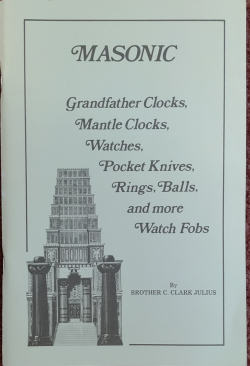 MASONIC
Grandfather Clocks,
Mantle Clocks,
Watches,
Pocket Knives,
Rings, Balls,
and more
Watch Fobs
By
BROTHER C. CLARK JULIUS